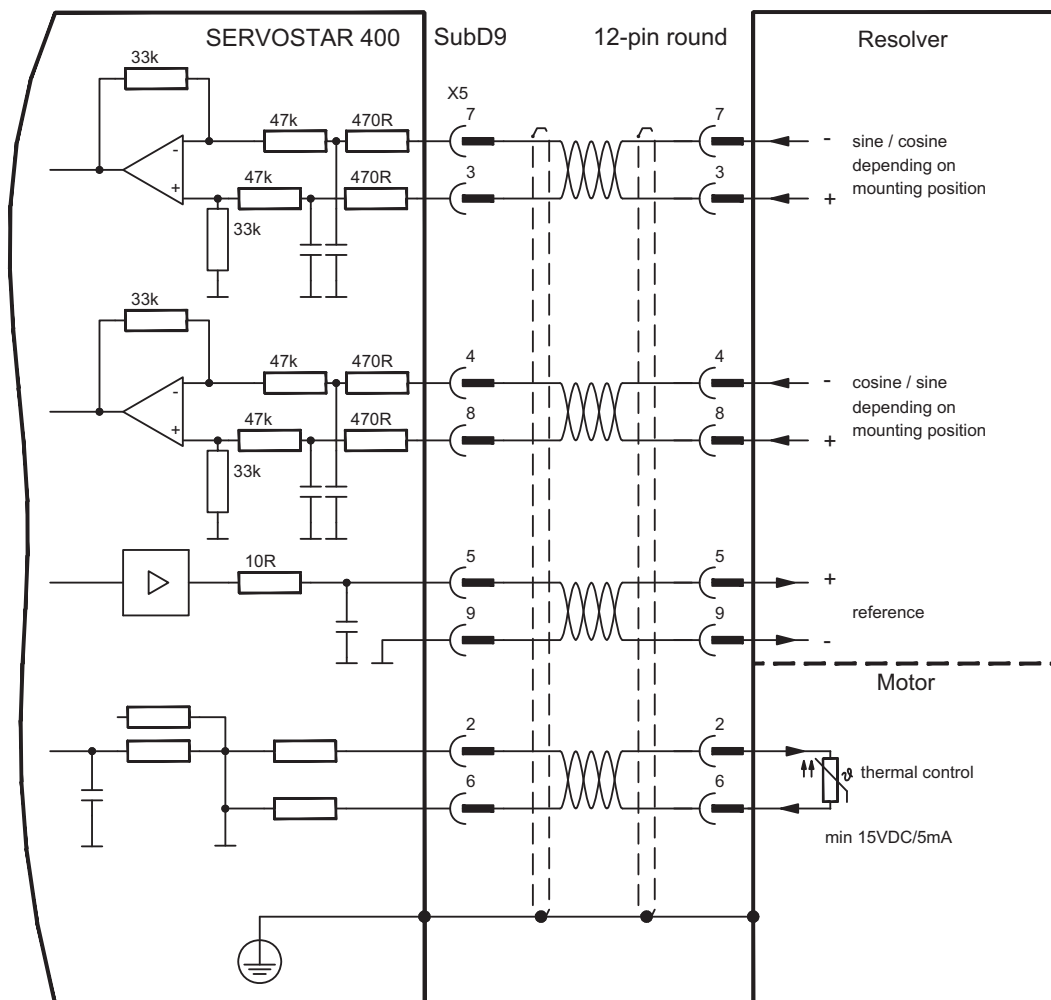 SERVOSTAR 400
SubD9
12-pin round
Resolver
33k
X5
47k
470R
7
7
-
-
sine / cosine
depending on
mounting position
+
47k
470R
3
3
+
33k
33k
47k
470R
4
4
-
-
cosine / sine
depending on
mounting position
+
47k
470R
8
8
+
33k
10R
5
5
+
reference
9
9
-
Motor
2
2
ϑ thermal control
6
6
min 15VDC/5mA